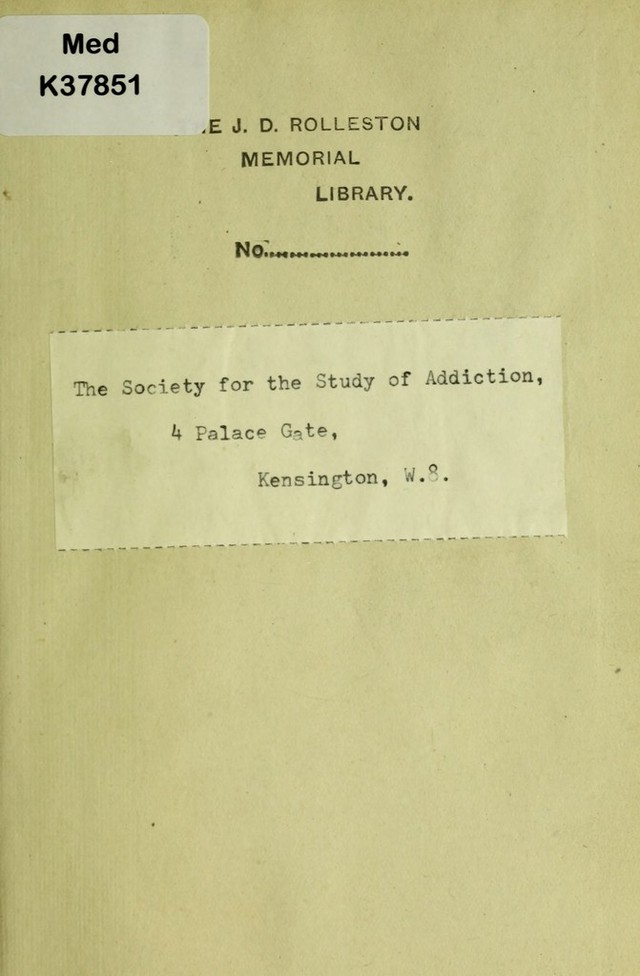 Med
K37851
E J. D. ROLLESTON
MEMORIAL
LIBRARY.
No.....................
The Society for the Study of Addiction,
4 Palace Gate,
Kensington, W.8.